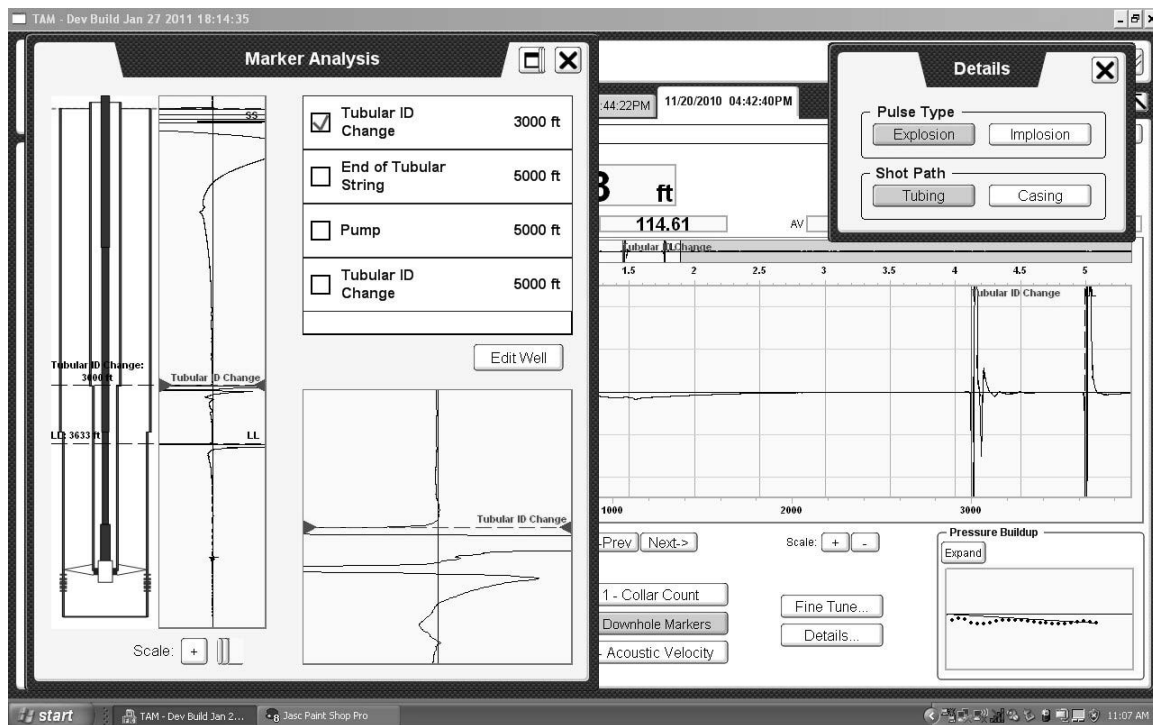 TAM - Dev Build Jan 27 2011 18:14:35
Marker Analysis
Tubular ID Change 3000 ft
End of Tubular String 5000 ft
Pump 5000 ft
Tubular ID Change 5000 ft
Edit Well
SS
Tubular ID Change:
3000 ft
Tubular ID Change
LL: 3633 ft
LL
Tubular ID Change
Scale: +
:44:22PM
11/20/2010 04:42:40PM
ft
114.61
AV
Tubular ID Change
1.5 2 2.5 3 3.5 4 4.5 5
Tubular ID Change
LL
1000 2000 3000
-Prev Next->
Scale: + -
1 - Collar Count
Downhole Markers
- Acoustic Velocity
Fine Tune...
Details...
Pressure Buildup
Expand
Details
Pulse Type
Explosion Implosion
Shot Path
Tubing Casing
start
TAM - Dev Build Jan 2...
8 Jasc Paint Shop Pro
11:07 AM